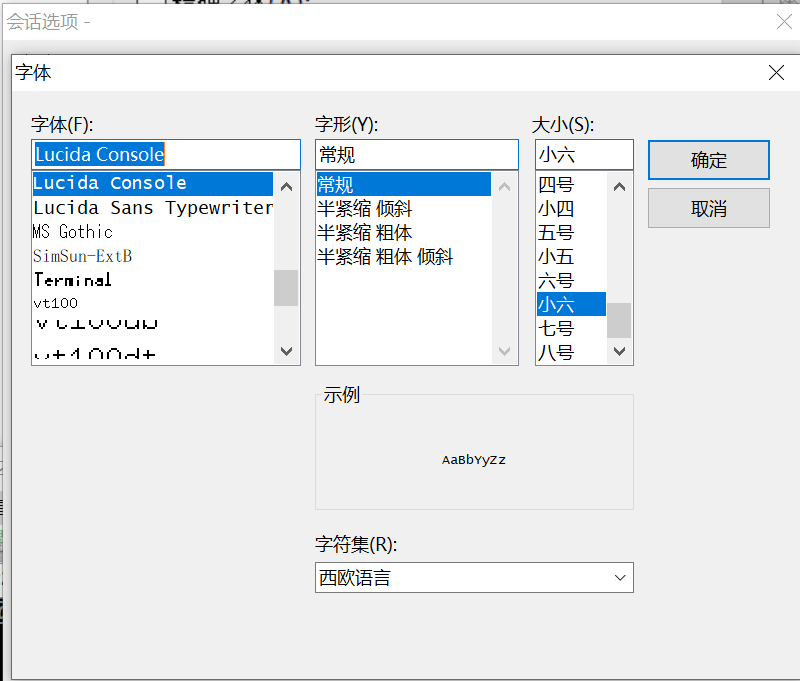 会话选项 -
字体
字体(F):
Lucida Console
Lucida Console
Lucida Sans Typewriter
MS Gothic
SimSun-ExtB
Terminal
vt100
字形(Y):
常规
常规
半紧缩 倾斜
半紧缩 粗体
半紧缩 粗体 倾斜
大小(S):
小六
四号
小四
五号
小五
六号
小六
七号
八号
确定
取消
示例
AaBbYyZz
字符集(R):
西欧语言